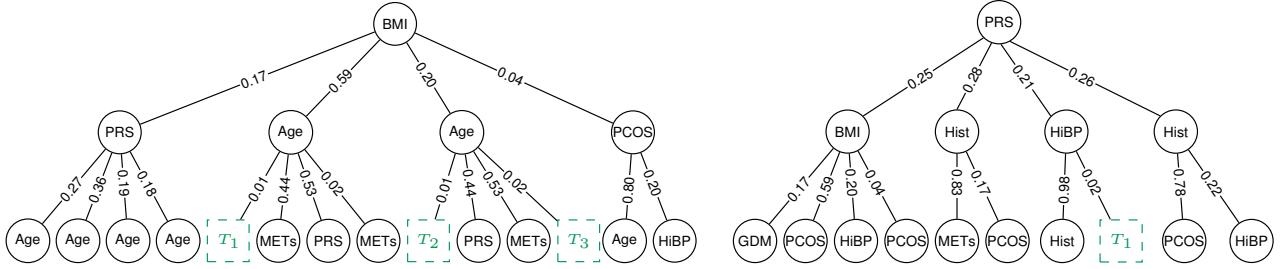 BMI PRS
0.17 0.59 0.20 0.04 0.25 0.28 0.21 0.26
PRS Age Age PCOS BMI Hist HiBP Hist
0.27 0.36 0.19 0.18 0.01 0.44 0.53 0.02 0.01 0.44 0.53 0.02 0.80 0.20 0.17 0.59 0.20 0.04 0.83 0.17 0.98 0.02 0.78 0.22
Age Age Age Age T₁ METs PRS METs T₂ PRS METs T₃ Age HiBP GDM PCOS HiBP PCOS METs PCOS Hist T₁ PCOS HiBP